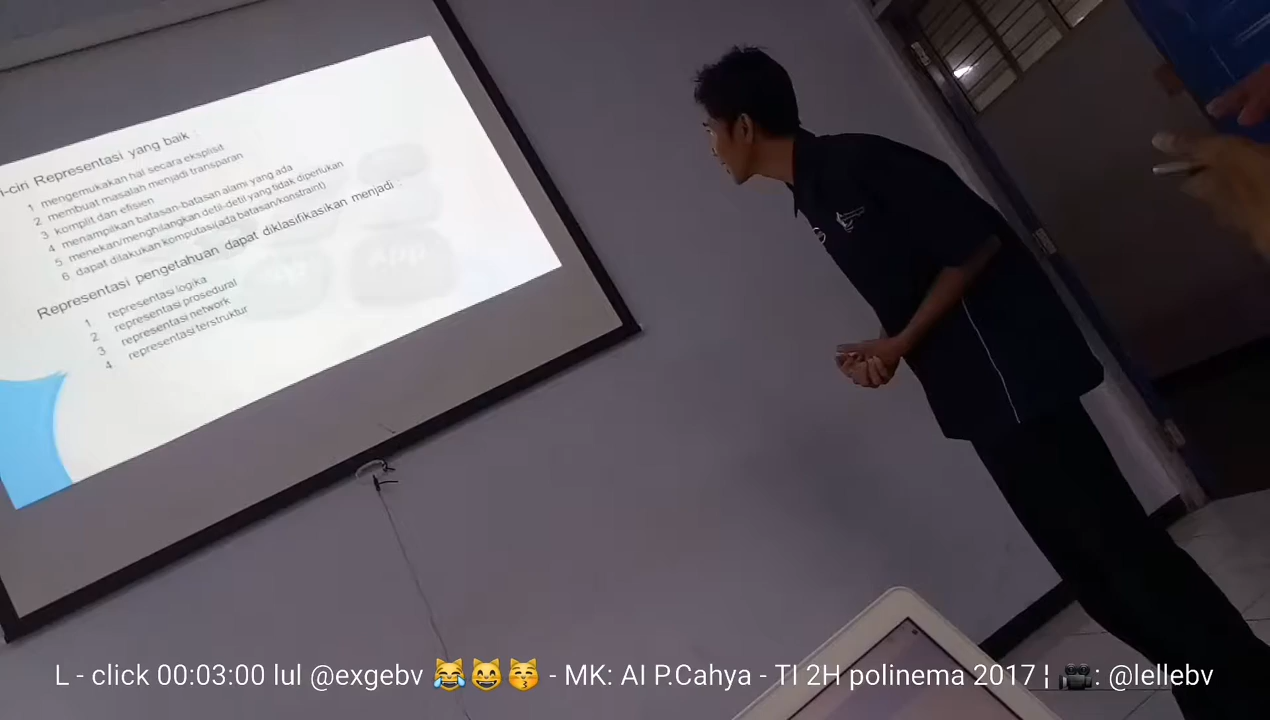 i-ciri Representasi yang baik :
1 mengemukakan hal secara eksplisit
2 membuat masalah menjadi transparan
3 komplit dan efisien
4 menampilkan batasan-batasan alami yang ada
5 menekan/menghilangkan detil-detil yang tidak diperlukan
6 dapat dilakukan komputasi(ada batasan/konstraint)
Representasi pengetahuan dapat diklasifikasikan menjadi :
1 representasi logika
2 representasi prosedural
3 representasi network
4 representasi terstruktur
L - click 00:03:00 lul @exgebv 😹😸😽 - MK: AI P.Cahya - TI 2H polinema 2017 ¦ 🎥: @lellebv